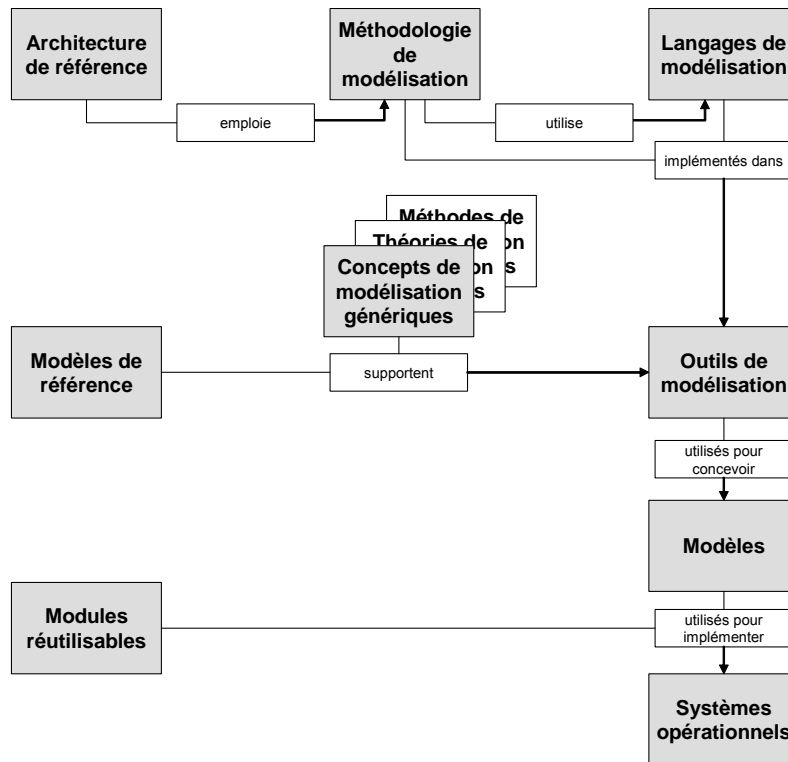 Architecture
de référence
Méthodologie
de
modélisation
Langages de
modélisation
emploie
utilise
implémentés dans
Méthodes de
on
s
Théories de
on
s
Concepts de
modélisation
génériques
Modèles de
référence
supportent
Outils de
modélisation
utilisés pour
concevoir
Modèles
Modules
réutilisables
utilisés pour
implémenter
Systèmes
opérationnels